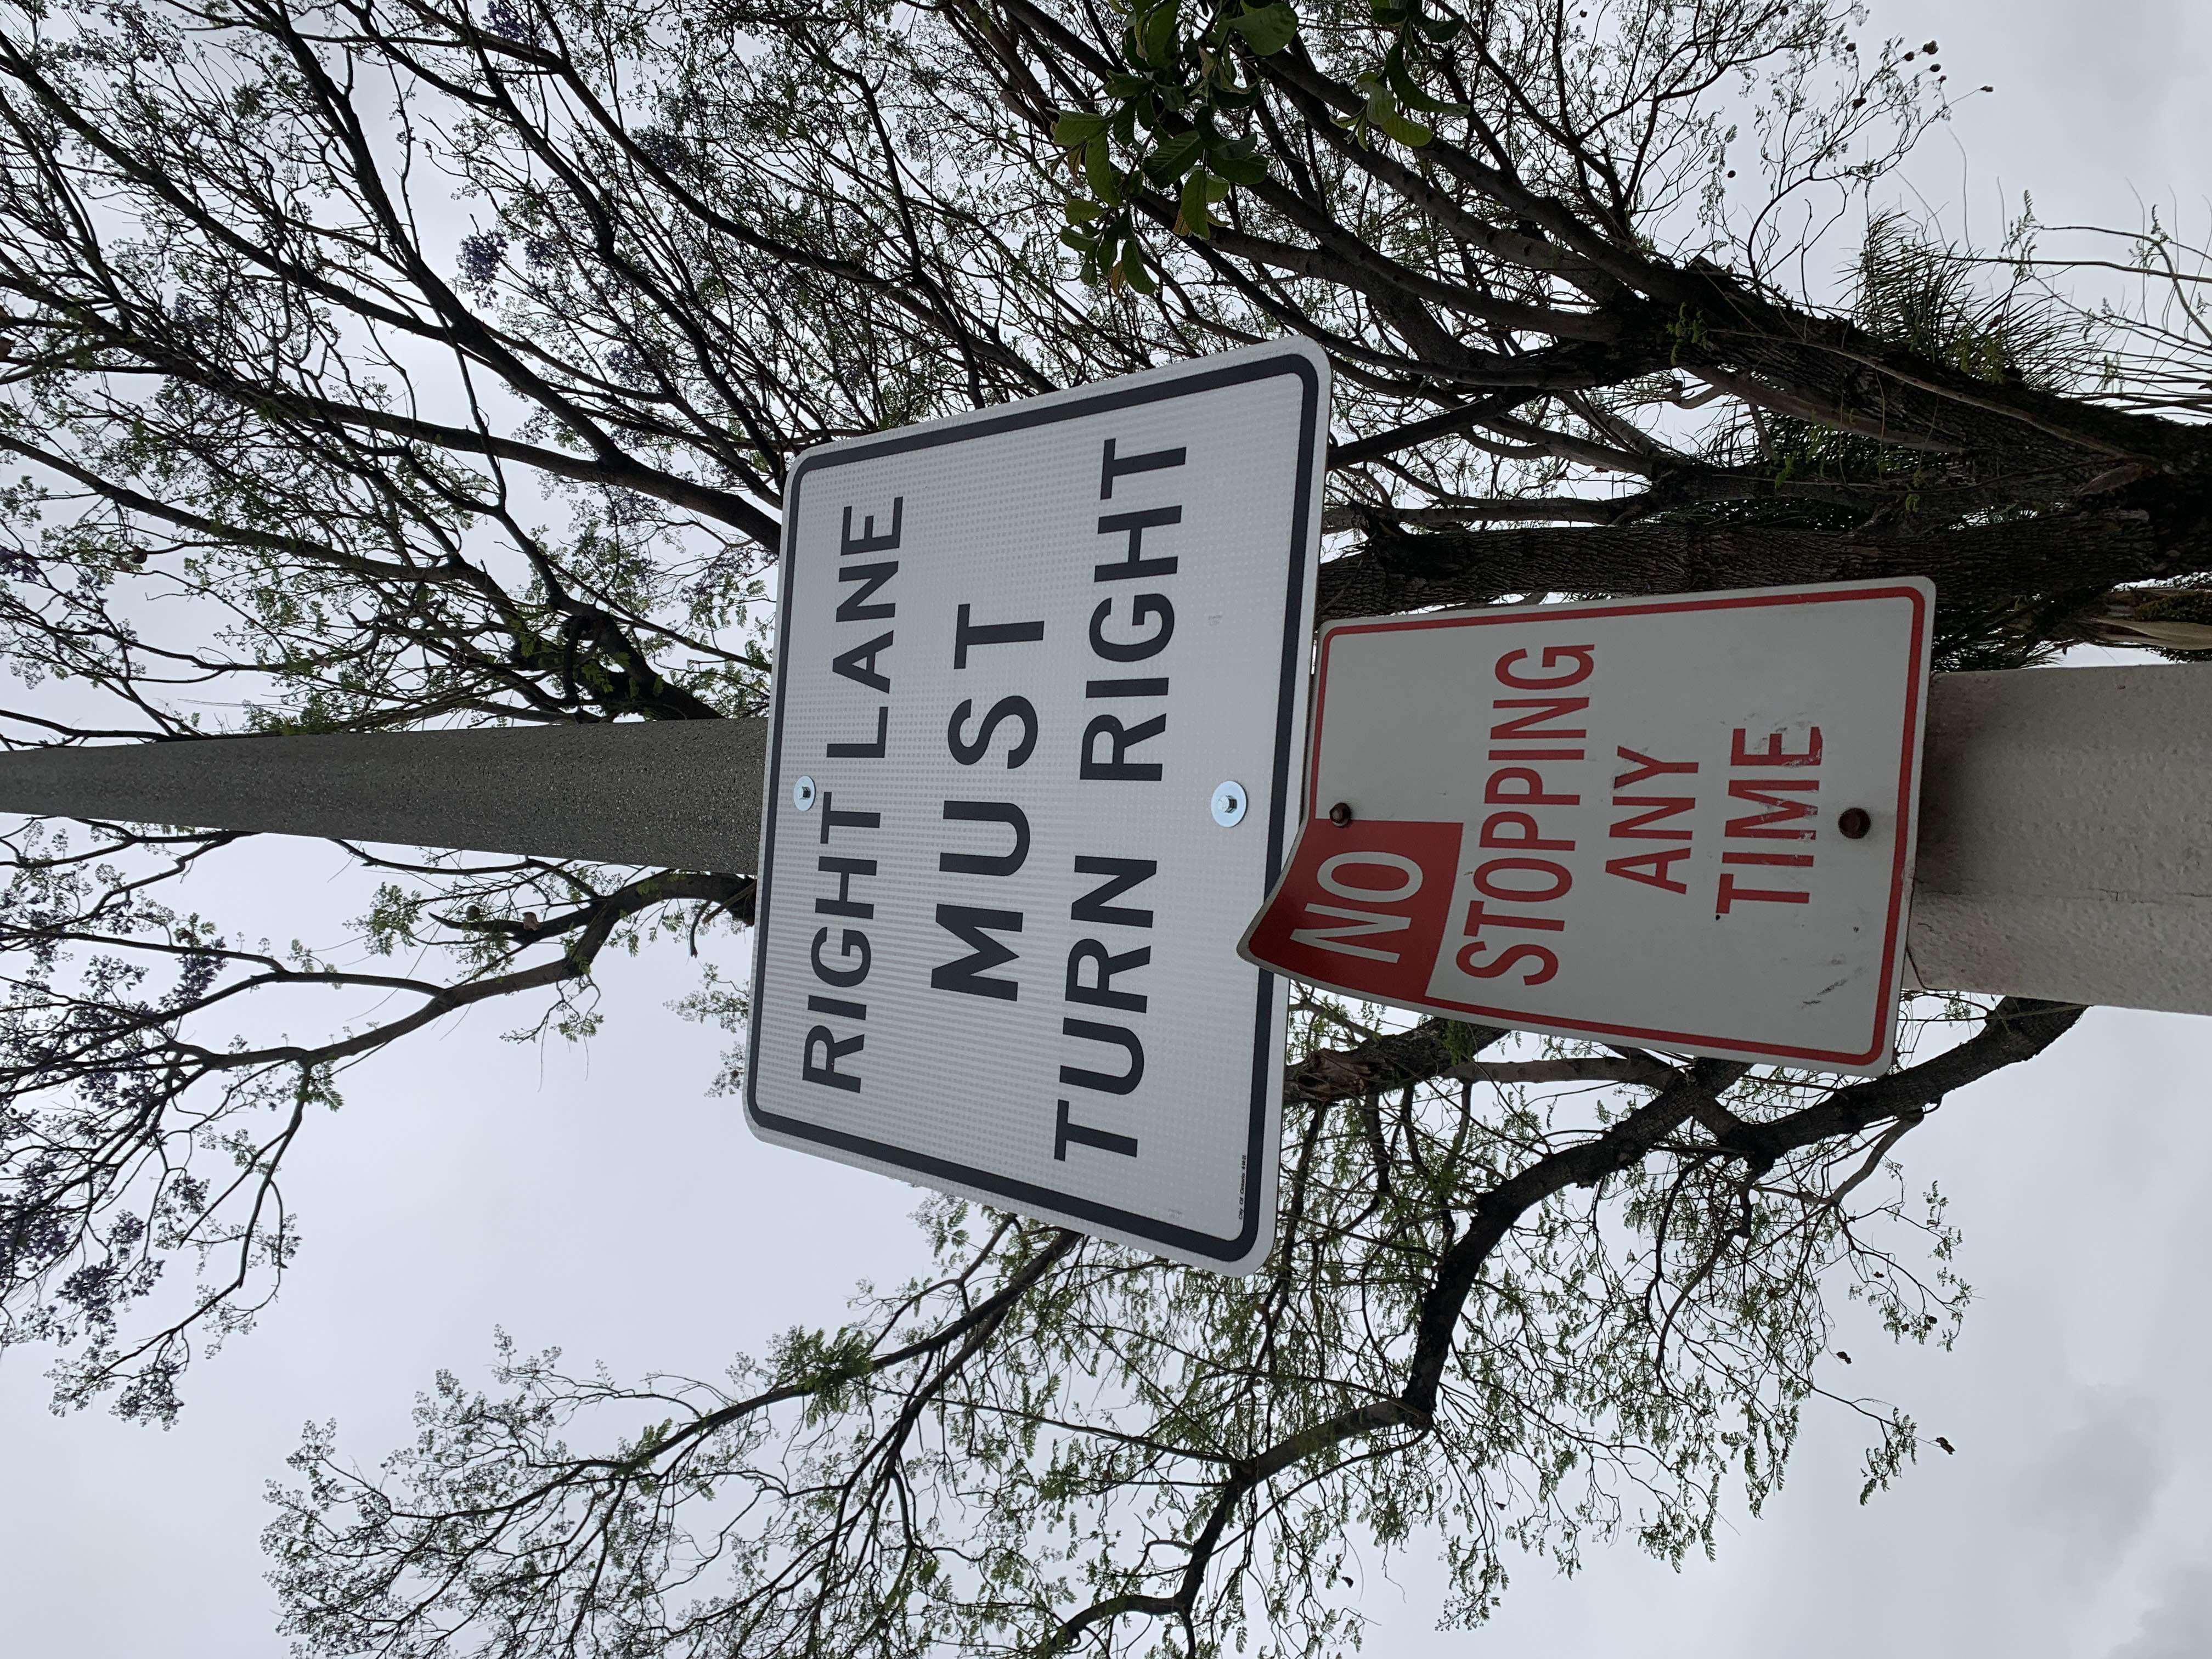 RIGHT LANE
MUST
TURN RIGHT
NO
STOPPING
ANY
TIME